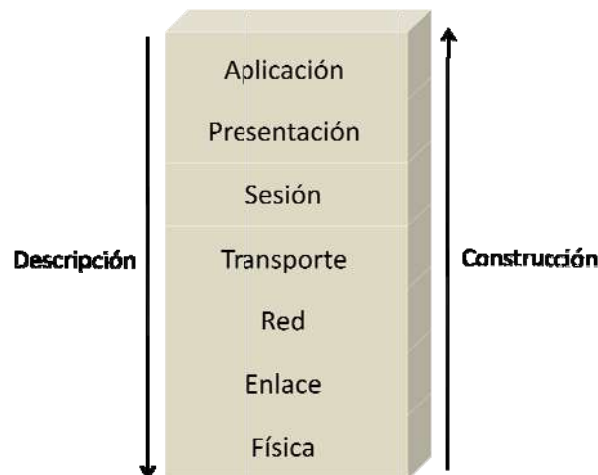 Aplicación
Presentación
Sesión
Descripción
Transporte
Construcción
Red
Enlace
Física